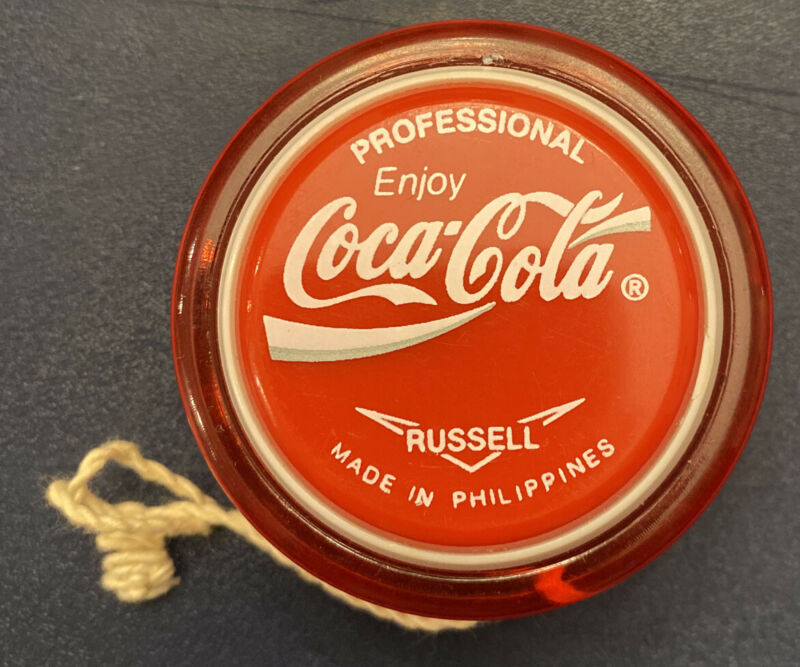 PROFESSIONAL
Enjoy
Coca-Cola®
RUSSELL
MADE IN PHILIPPINES